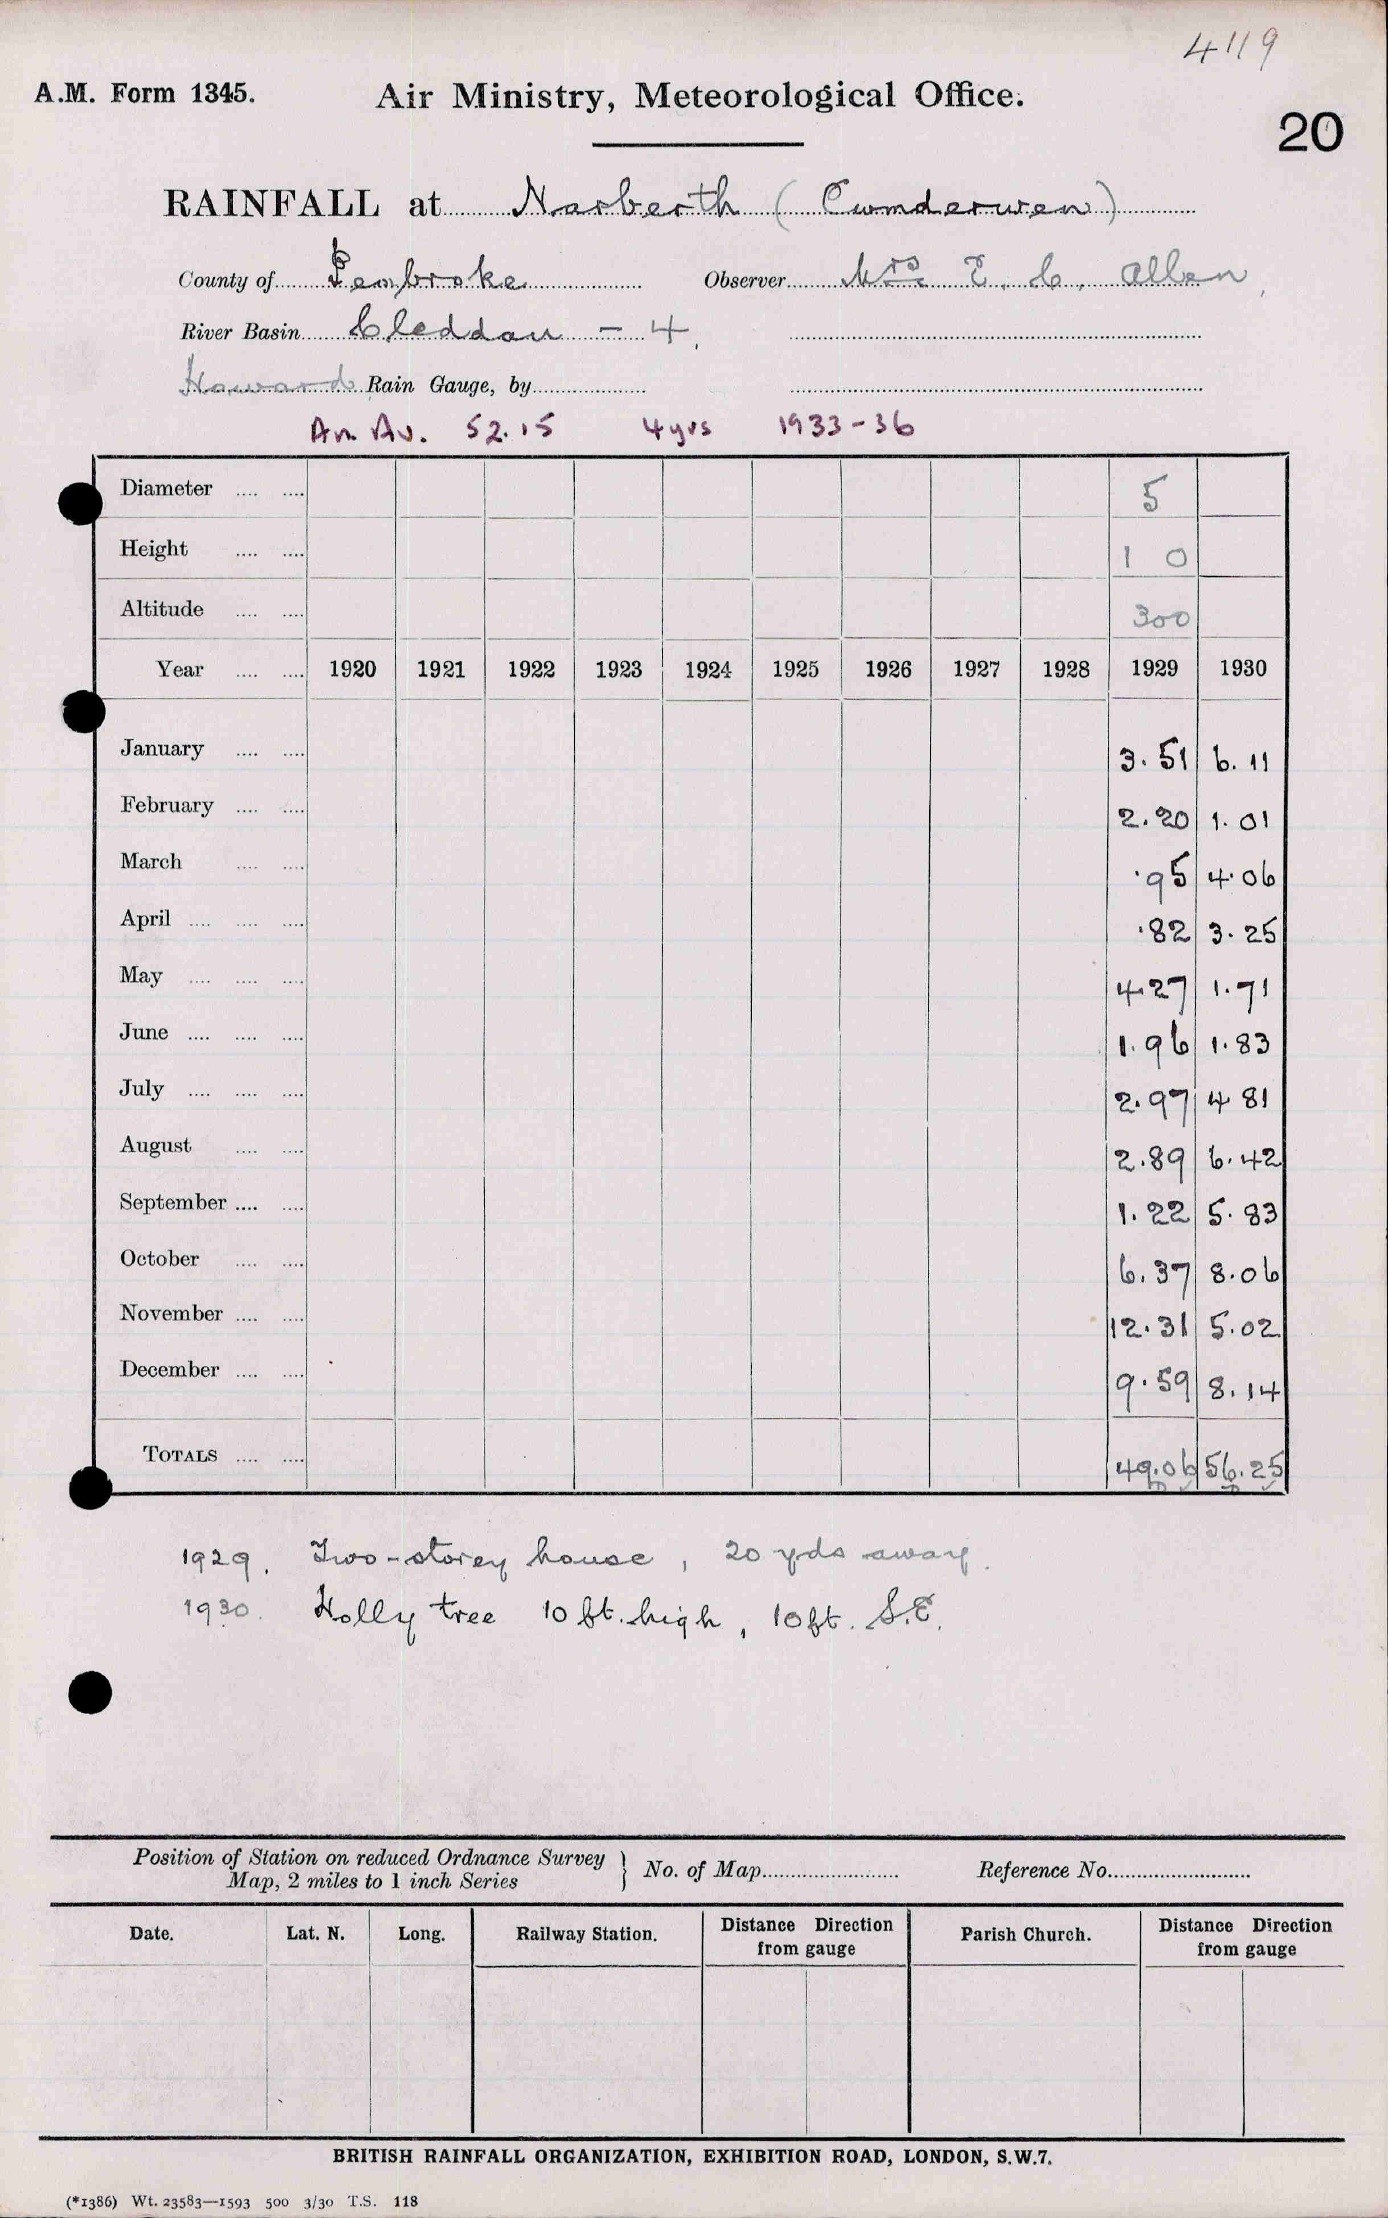 4119
A.M. Form 1345.
Air Ministry, Meteorological Office.
20
RAINFALL at Narberth (Cwmderwen)
County of Pembroke Observer Mrs E. C. Allen,
River Basin Cleddau - 4.
Howard Rain Gauge, by
An. Av. 52.15 4 yrs 1933-36
Diameter 5
Height 1 0
Altitude 300
Year 1920 1921 1922 1923 1924 1925 1926 1927 1928 1929 1930
January 3.51 6.11
February 2.20 1.01
March .95 4.06
April .82 3.25
May 4.27 1.71
June 1.96 1.83
July 2.97 4 81
August 2.89 6.42
September 1.22 5.83
October 6.37 8.06
November 12.31 5.02
December 9.59 8.14
TOTALS 49.06 56.25
1929. Two-storey house, 20 yds away.
1930. Holly tree 10 ft. high, 10 ft. S.E.
Position of Station on reduced Ordnance Survey
Map, 2 miles to 1 inch Series } No. of Map Reference No.
Date. Lat. N. Long. Railway Station. Distance Direction from gauge Parish Church. Distance Direction from gauge
BRITISH RAINFALL ORGANIZATION, EXHIBITION ROAD, LONDON, S.W.7.
(*1386) Wt. 23583—1593 500 3/30 T.S. 118